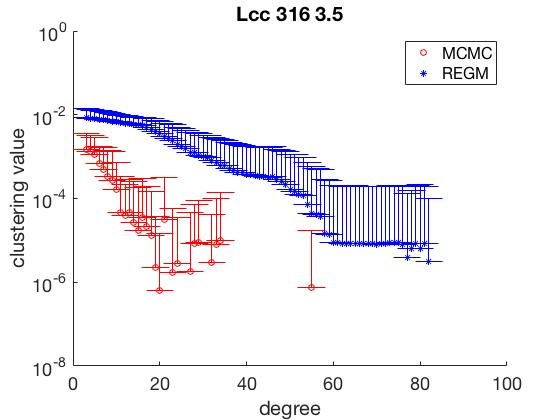 Lcc 316 3.5
10^0
10^-2
10^-4
10^-6
10^-8
clustering value
MCMC
REGM
0 20 40 60 80 100
degree